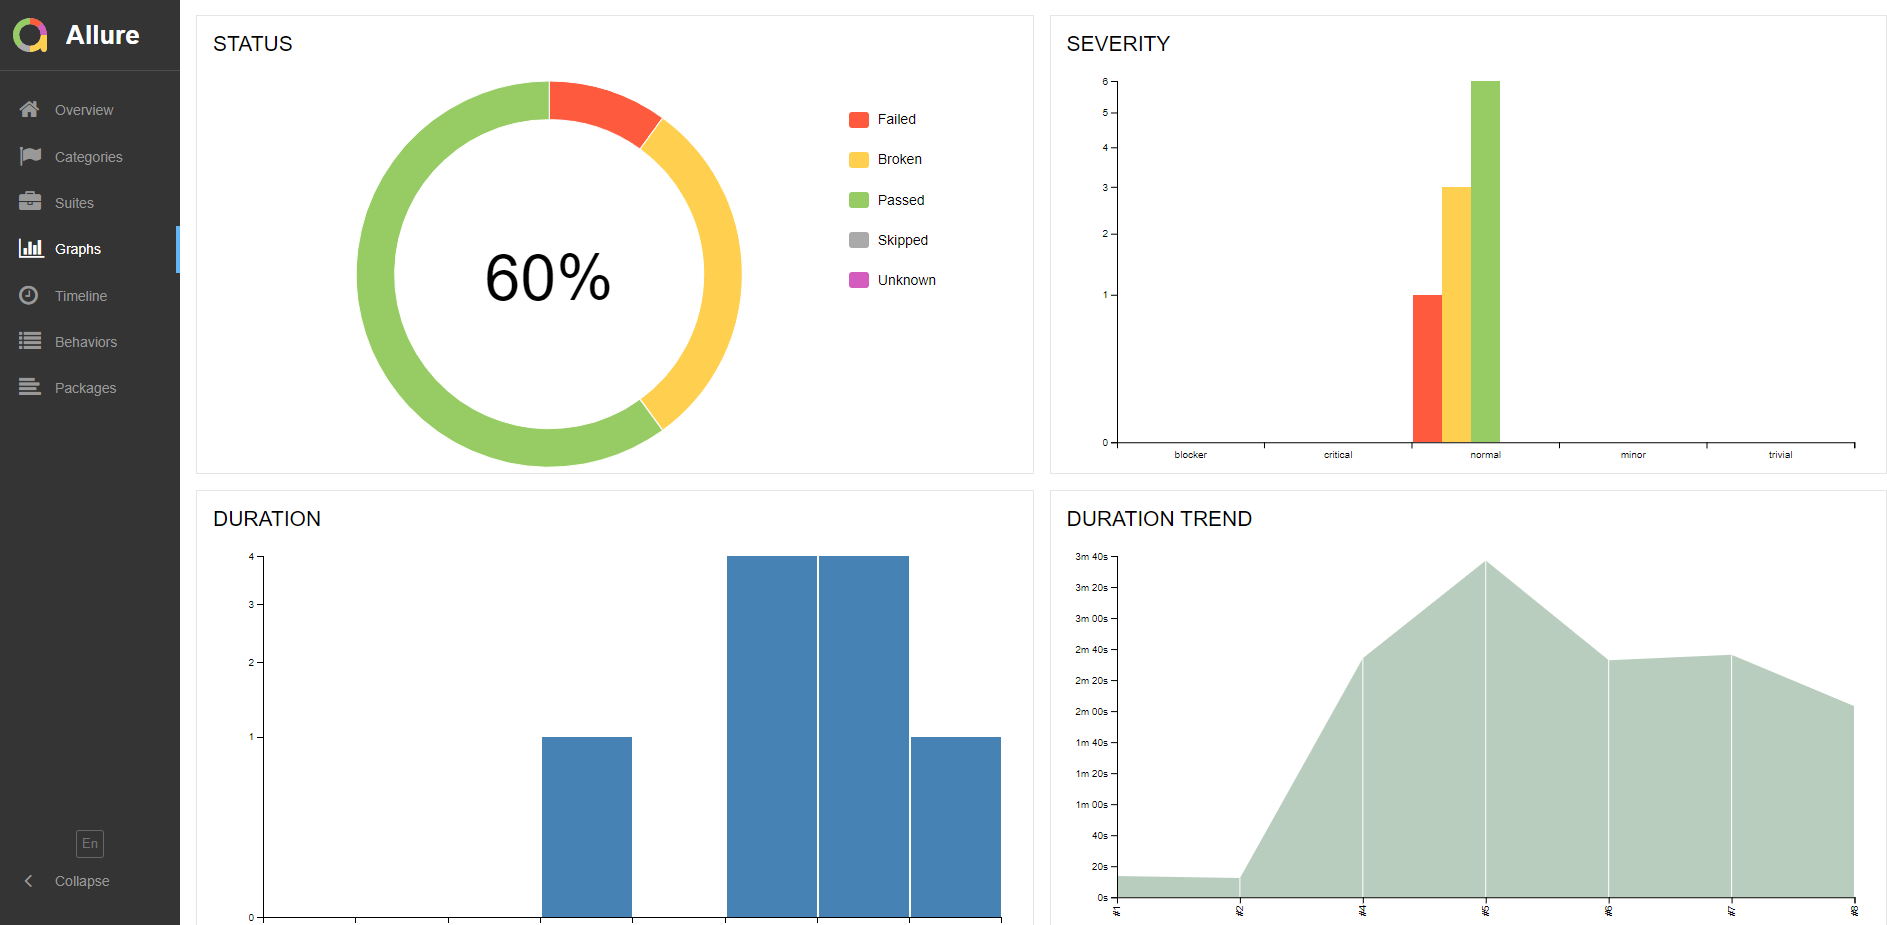 Allure
Overview
Categories
Suites
Graphs
Timeline
Behaviors
Packages
En
Collapse
STATUS
60%
Failed
Broken
Passed
Skipped
Unknown
SEVERITY
6
5
4
3
2
1
0
blocker critical normal minor trivial
DURATION
4
3
2
1
0
DURATION TREND
3m 40s
3m 20s
3m 00s
2m 40s
2m 20s
2m 00s
1m 40s
1m 20s
1m 00s
40s
20s
0s
#1 #2 #4 #5 #6 #7 #8